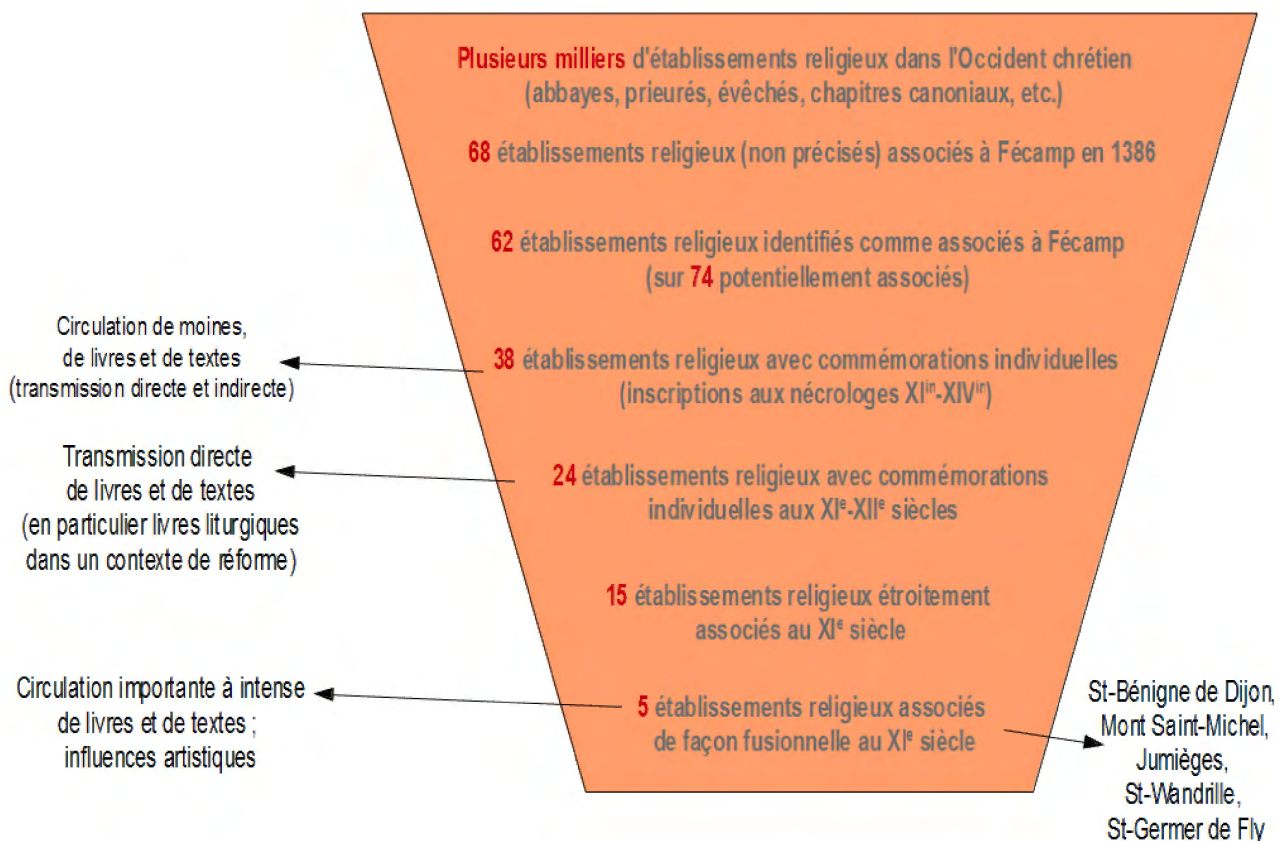 Plusieurs milliers d'établissements religieux dans l'Occident chrétien
(abbayes, prieurés, évêchés, chapitres canoniaux, etc.)
68 établissements religieux (non précisés) associés à Fécamp en 1386
62 établissements religieux identifiés comme associés à Fécamp
(sur 74 potentiellement associés)
Circulation de moines,
de livres et de textes
(transmission directe et indirecte)
38 établissements religieux avec commémorations individuelles
(inscriptions aux nécrologes XIⁱⁿ-XIVⁱⁿ)
Transmission directe
de livres et de textes
(en particulier livres liturgiques
dans un contexte de réforme)
24 établissements religieux avec commémorations
individuelles aux XIᵉ-XIIᵉ siècles
15 établissements religieux étroitement
associés au XIᵉ siècle
Circulation importante à intense
de livres et de textes ;
influences artistiques
5 établissements religieux associés
de façon fusionnelle au XIᵉ siècle
St-Bénigne de Dijon,
Mont Saint-Michel,
Jumièges,
St-Wandrille,
St-Germer de Fly